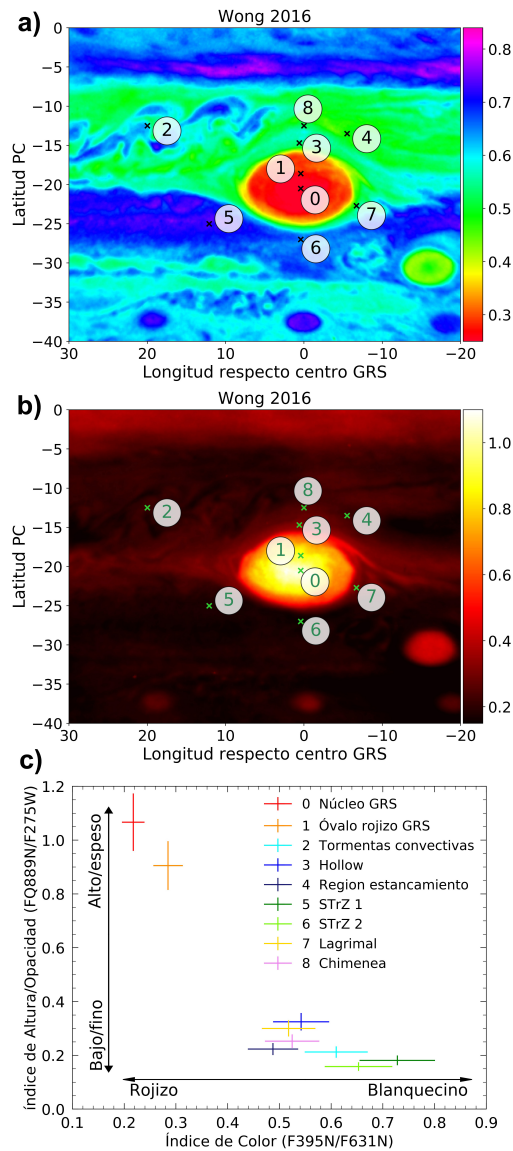 a)
Wong 2016
0
−5
−10
−15
−20
−25
−30
−35
−40
Latitud PC
8
2
3
4
1
0
5
7
6
30
20
10
0
−10
−20
Longitud respecto centro GRS
0.8
0.7
0.6
0.5
0.4
0.3
b)
Wong 2016
0
−5
−10
−15
−20
−25
−30
−35
−40
Latitud PC
8
2
3
4
1
0
5
7
6
30
20
10
0
−10
−20
Longitud respecto centro GRS
1.0
0.8
0.6
0.4
0.2
c)
Índice de Altura/Opacidad (FQ889N/F275W)
1.2
1.0
0.8
0.6
0.4
0.2
0.0
Alto/espeso
Bajo/fino
0 Núcleo GRS
1 Óvalo rojizo GRS
2 Tormentas convectivas
3 Hollow
4 Region estancamiento
5 STrZ 1
6 STrZ 2
7 Lagrimal
8 Chimenea
Rojizo
Blanquecino
0.1 0.2 0.3 0.4 0.5 0.6 0.7 0.8 0.9
Índice de Color (F395N/F631N)